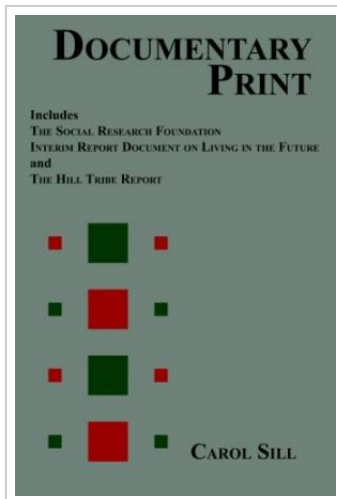 DOCUMENTARY
PRINT
Includes
THE SOCIAL RESEARCH FOUNDATION
INTERIM REPORT DOCUMENT ON LIVING IN THE FUTURE
and
THE HILL TRIBE REPORT
CAROL SILL